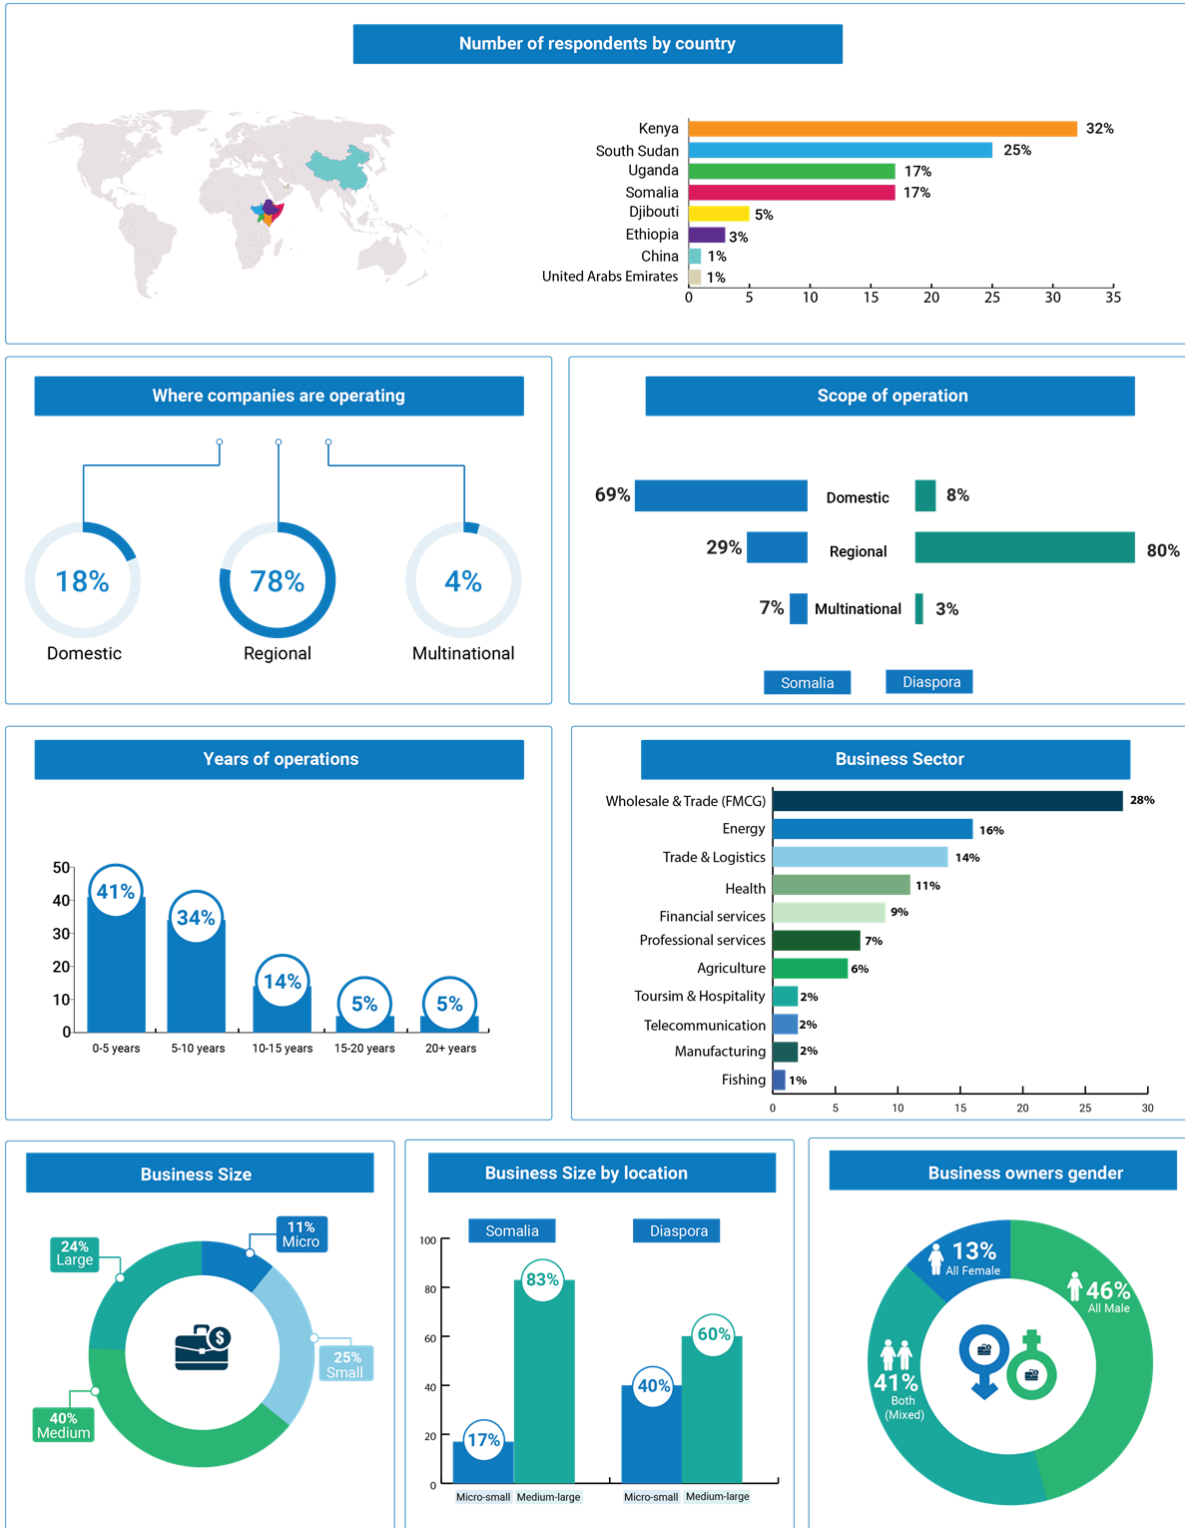 Number of respondents by country
Kenya 32%
South Sudan 25%
Uganda 17%
Somalia 17%
Djibouti 5%
Ethiopia 3%
China 1%
United Arabs Emirates 1%
0 5 10 15 20 25 30 35
Where companies are operating
18% 78% 4%
Domestic Regional Multinational
Scope of operation
69% Domestic 8%
29% Regional 80%
7% Multinational 3%
Somalia Diaspora
Years of operations
50
40
30
20
10
0
41% 34% 14% 5% 5%
0-5 years 5-10 years 10-15 years 15-20 years 20+ years
Business Sector
Wholesale & Trade (FMCG) 28%
Energy 16%
Trade & Logistics 14%
Health 11%
Financial services 9%
Professional services 7%
Agriculture 6%
Toursim & Hospitality 2%
Telecommunication 2%
Manufacturing 2%
Fishing 1%
0 5 10 15 20 25 30
Business Size
11%
Micro
24%
Large
25%
Small
40%
Medium
Business Size by location
Somalia Diaspora
100
80
60
40
20
0
17% 83% 40% 60%
Micro-small Medium-large Micro-small Medium-large
Business owners gender
13%
All Female
46%
All Male
41%
Both
(Mixed)
$